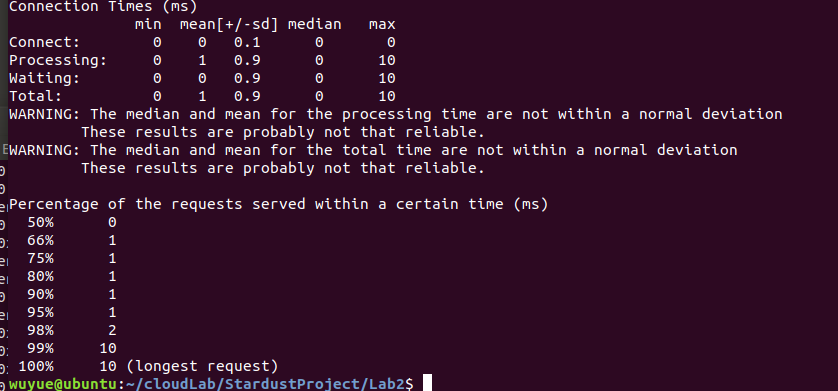 Connection Times (ms)
              min  mean[+/-sd] median   max
Connect:        0    0   0.1      0       0
Processing:     0    1   0.9      0      10
Waiting:        0    0   0.9      0      10
Total:          0    1   0.9      0      10
WARNING: The median and mean for the processing time are not within a normal deviation
        These results are probably not that reliable.
WARNING: The median and mean for the total time are not within a normal deviation
        These results are probably not that reliable.

Percentage of the requests served within a certain time (ms)
  50%      0
  66%      1
  75%      1
  80%      1
  90%      1
  95%      1
  98%      2
  99%     10
 100%     10 (longest request)
wuyue@ubuntu:~/cloudLab/StardustProject/Lab2$